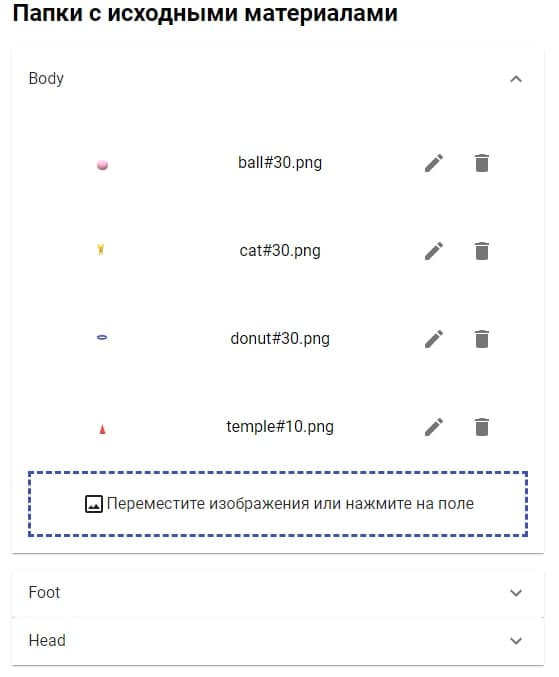 Папки с исходными материалами
Body
ball#30.png
cat#30.png
donut#30.png
temple#10.png
Переместите изображения или нажмите на поле
Foot
Head